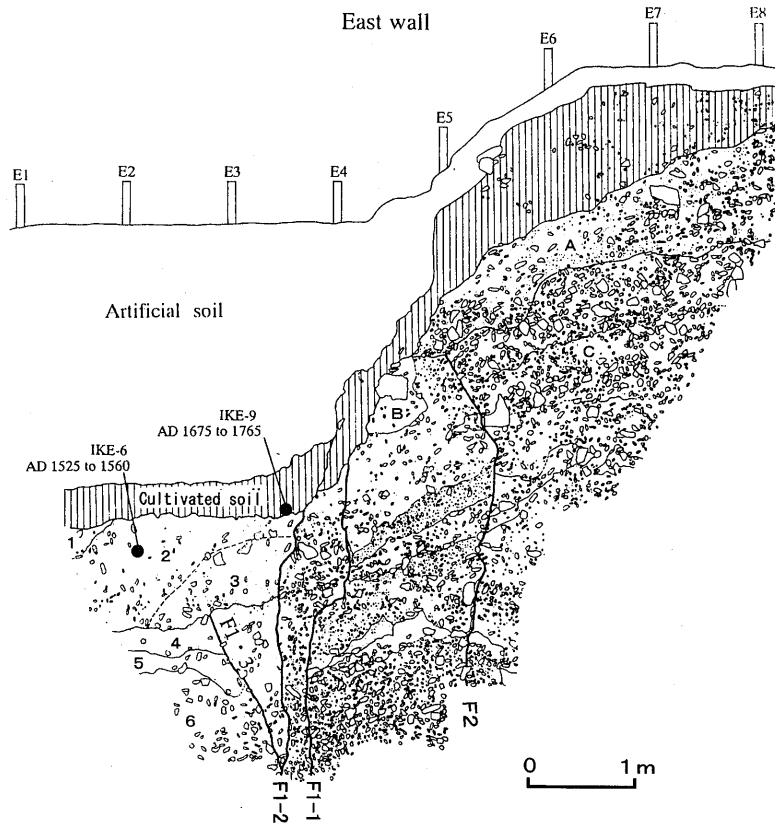 East wall
E1
E2
E3
E4
E5
E6
E7
E8
Artificial soil
A
C
B
IKE-9
AD 1675 to 1765
IKE-6
AD 1525 to 1560
Cultivated soil
1
2
3
4
5
6
F1-3
F1-2
F1-1
F2
0 1 m